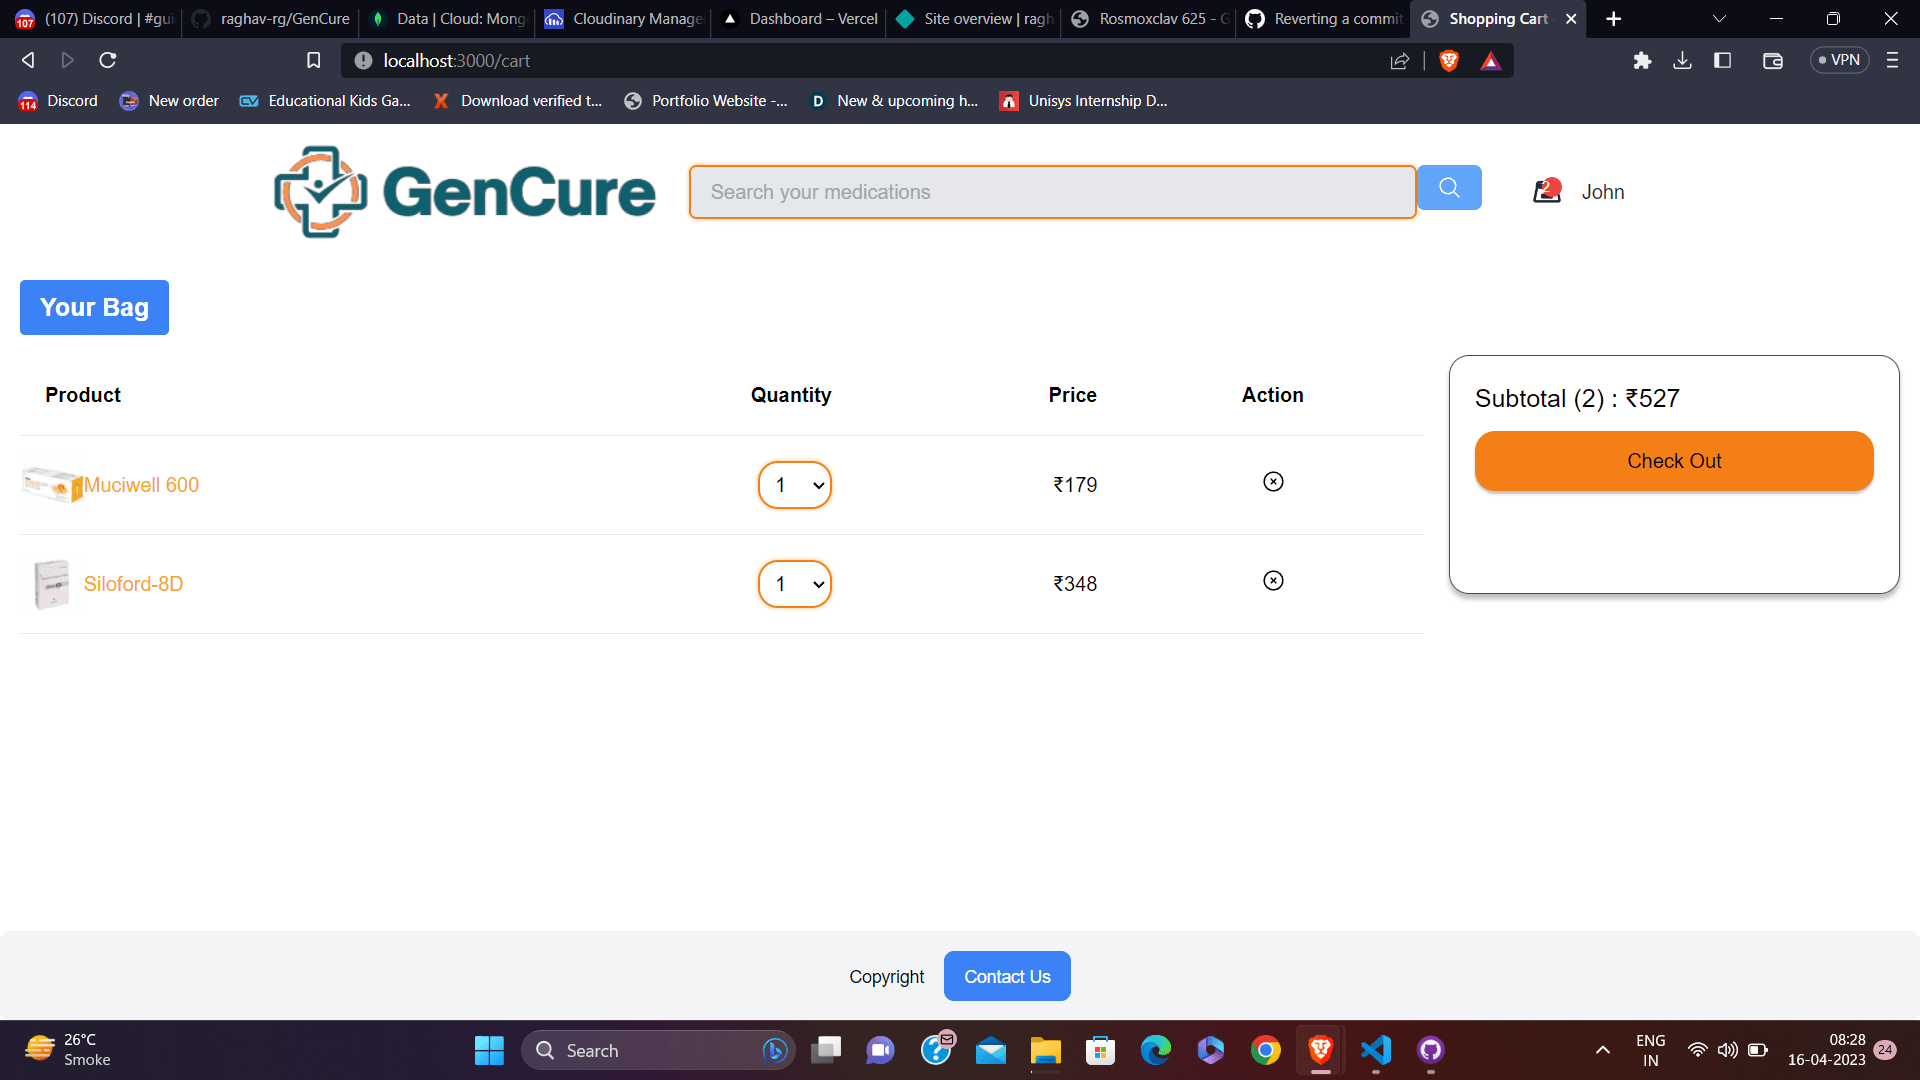 107 (107) Discord | #gui raghav-rg/GenCure Data | Cloud: Mong Cloudinary Manage Dashboard – Vercel Site overview | ragh Rosmoxclav 625 - G Reverting a commit Shopping Cart
localhost:3000/cart VPN
114 Discord New order Educational Kids Ga... Download verified t... Portfolio Website -... D New & upcoming h... Unisys Internship D...
GenCure Search your medications 2 John
Your Bag
Product Quantity Price Action
Subtotal (2) : ₹527
Check Out
Muciwell 600 1 ₹179
Siloford-8D 1 ₹348
Copyright Contact Us
26°C
Smoke
Search
ENG
IN
08:28
16-04-2023
24